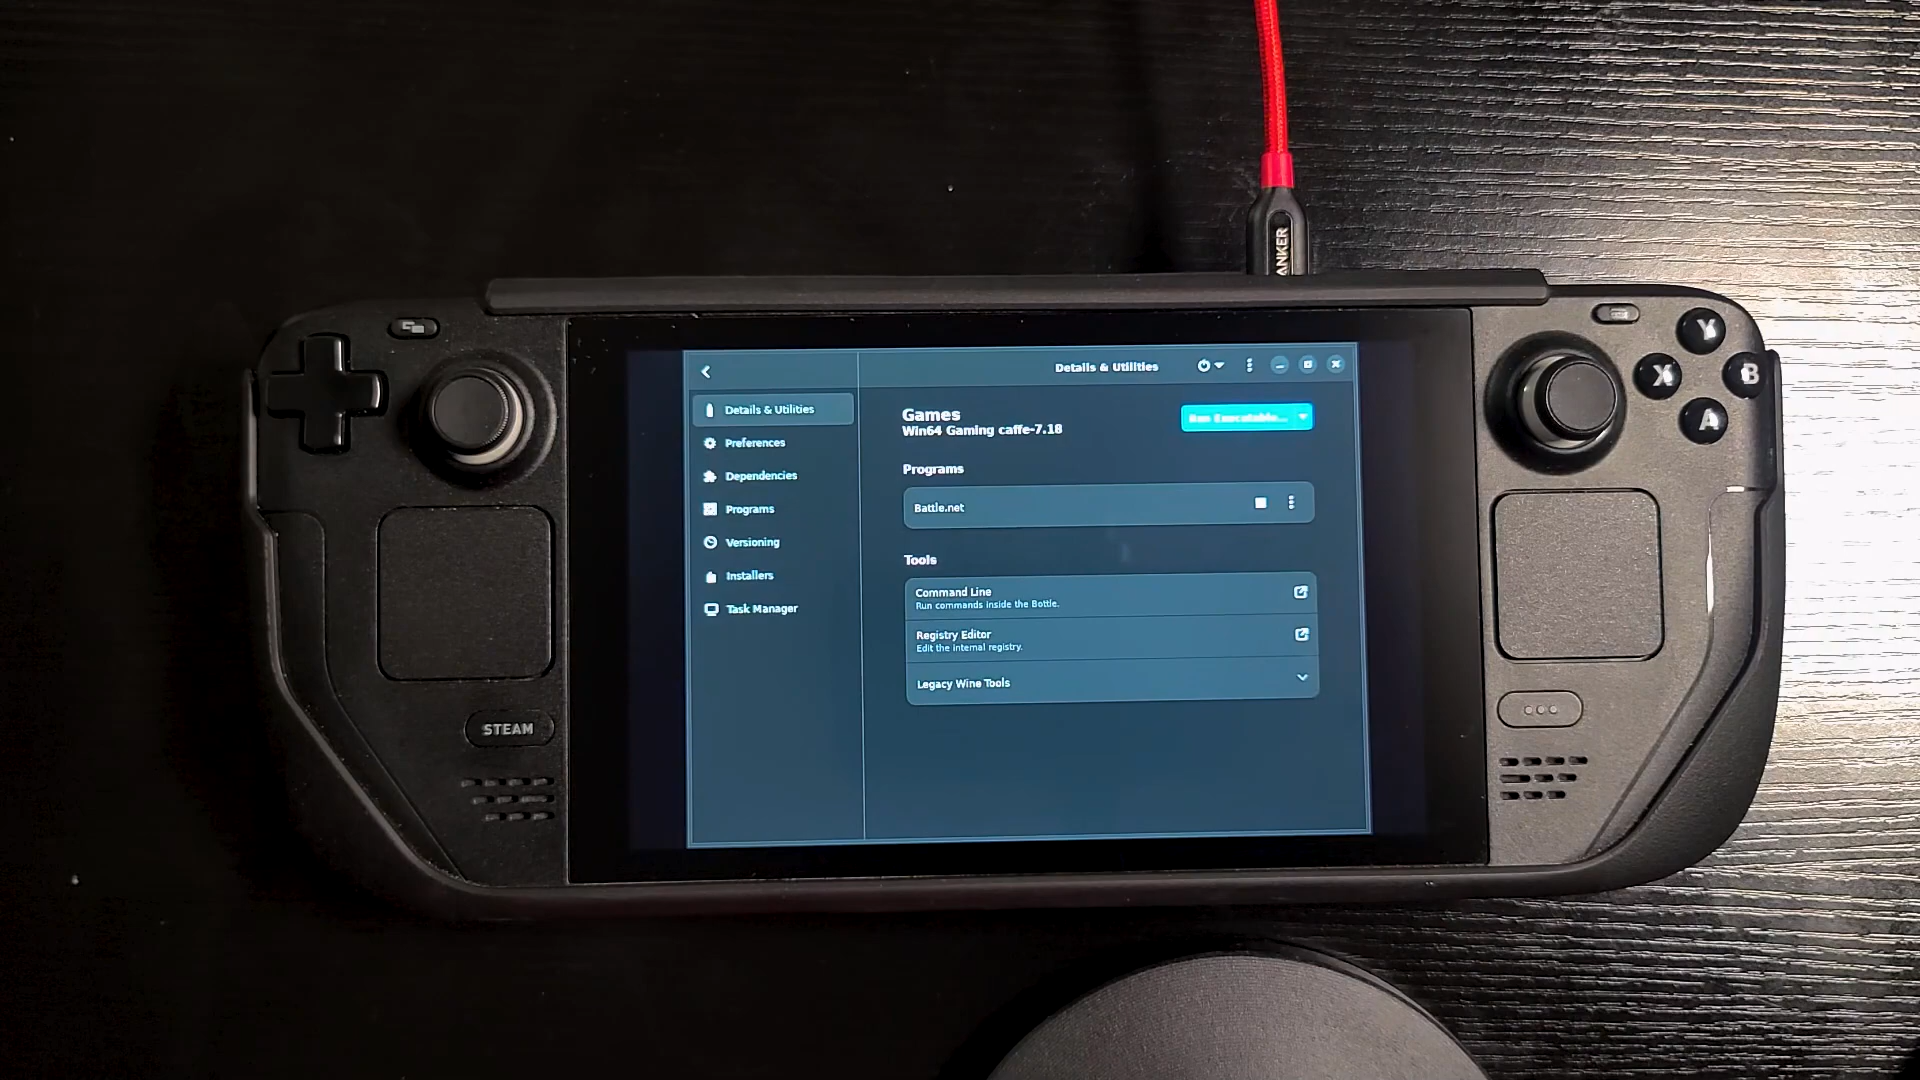 ANKER
Y
X
B
A
STEAM
Details & Utilities
Details & Utilities
Preferences
Dependencies
Programs
Versioning
Installers
Task Manager
Games
Win64 Gaming caffe-7.18
Run Executable...
Programs
Battle.net
Tools
Command Line
Run commands inside the Bottle.
Registry Editor
Edit the internal registry.
Legacy Wine Tools